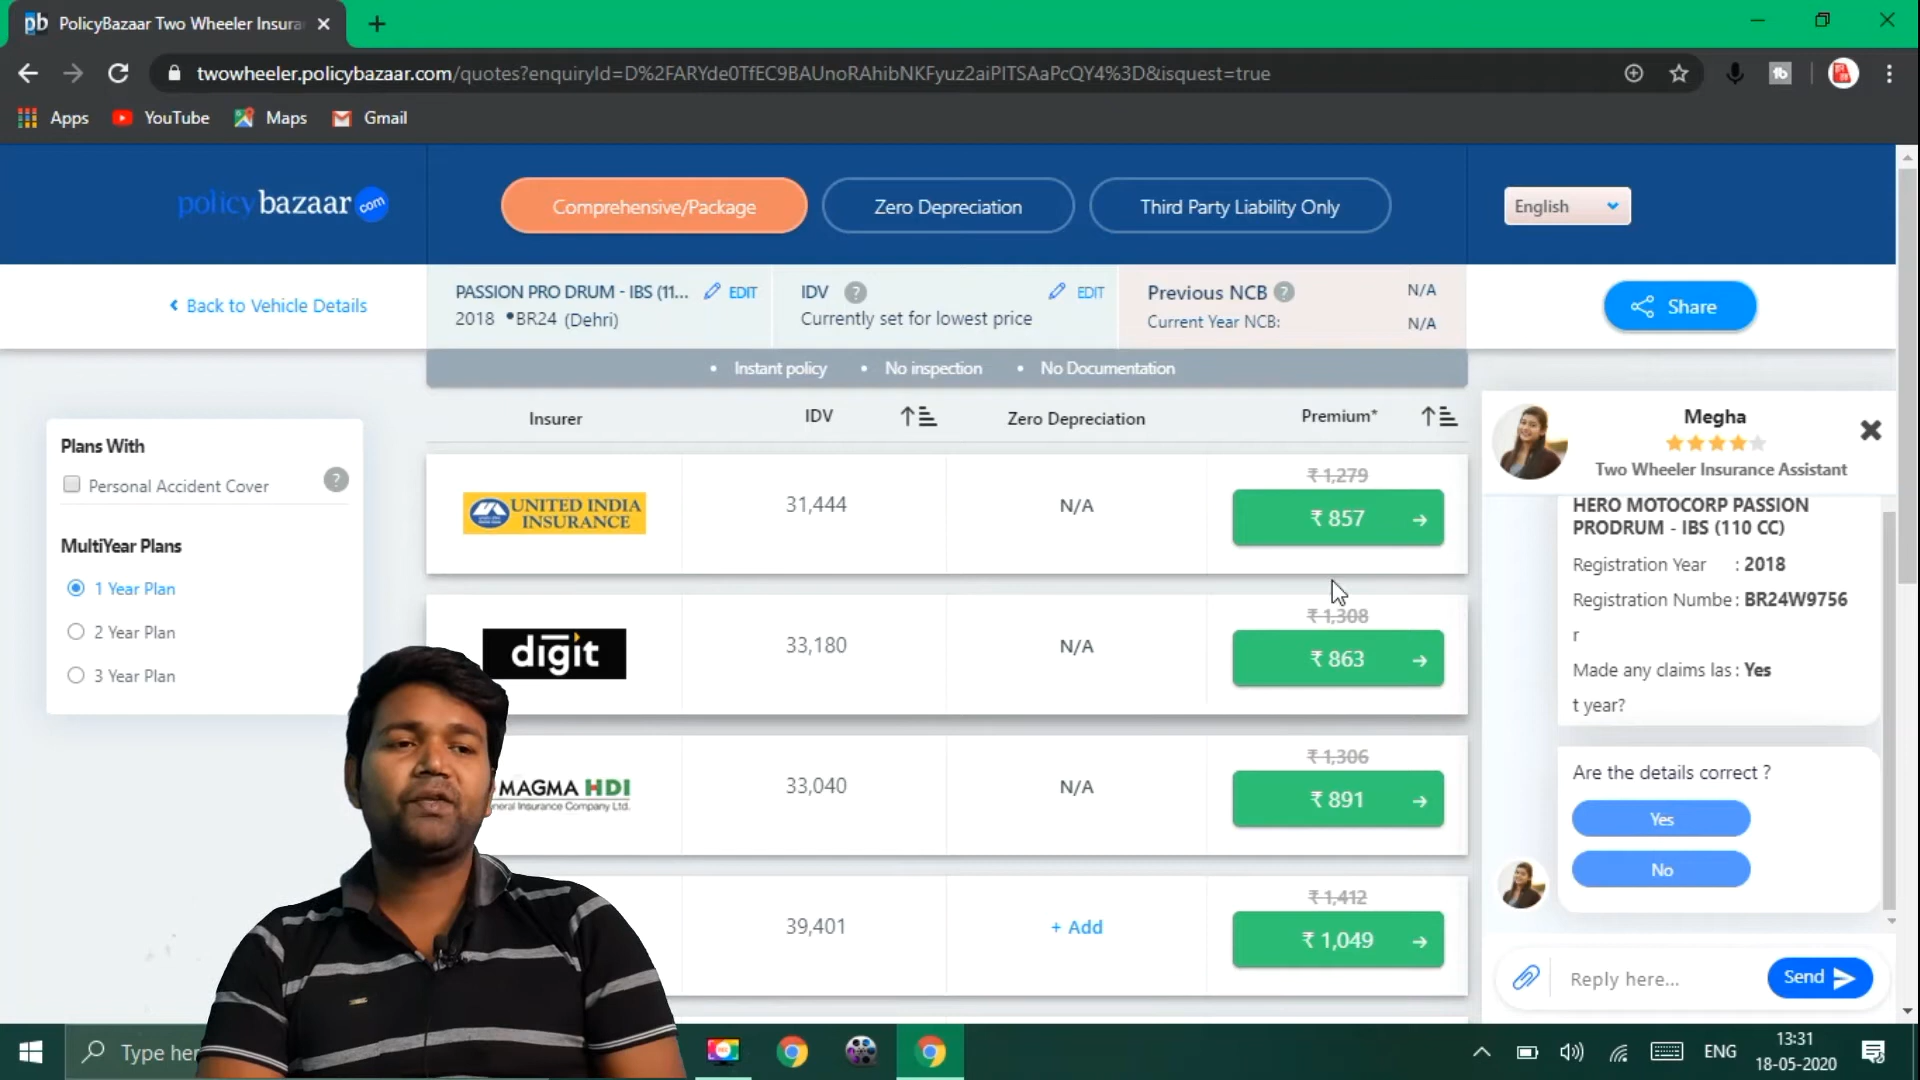 pb PolicyBazaar Two Wheeler Insura
twowheeler.policybazaar.com/quotes?enquiryId=D%2FARYde0TfEC9BAUnoRAhibNKFyuz2aiPITSAaPcQY4%3D&isquest=true
Apps YouTube Maps Gmail
policybazaar com
Comprehensive/Package
Zero Depreciation
Third Party Liability Only
English
Back to Vehicle Details
PASSION PRO DRUM - IBS (11... EDIT
2018 •BR24 (Dehri)
IDV ? EDIT
Currently set for lowest price
Previous NCB ? N/A
Current Year NCB: N/A
Share
• Instant policy • No inspection • No Documentation
Plans With
Personal Accident Cover ?
MultiYear Plans
1 Year Plan
2 Year Plan
3 Year Plan
Insurer IDV Zero Depreciation Premium*
UNITED INDIA
INSURANCE
31,444 N/A
₹ 1,279
₹ 857
digit
33,180 N/A
₹ 1,308
₹ 863
MAGMA HDI
neral Insurance Company Ltd.
33,040 N/A
₹ 1,306
₹ 891
39,401 + Add
₹ 1,412
₹ 1,049
Megha
Two Wheeler Insurance Assistant
HERO MOTOCORP PASSION
PRODRUM - IBS (110 CC)
Registration Year : 2018
Registration Numbe : BR24W9756
r
Made any claims las : Yes
t year?
Are the details correct ?
Yes
No
Reply here...
Send
Type her
ENG
13:31
18-05-2020